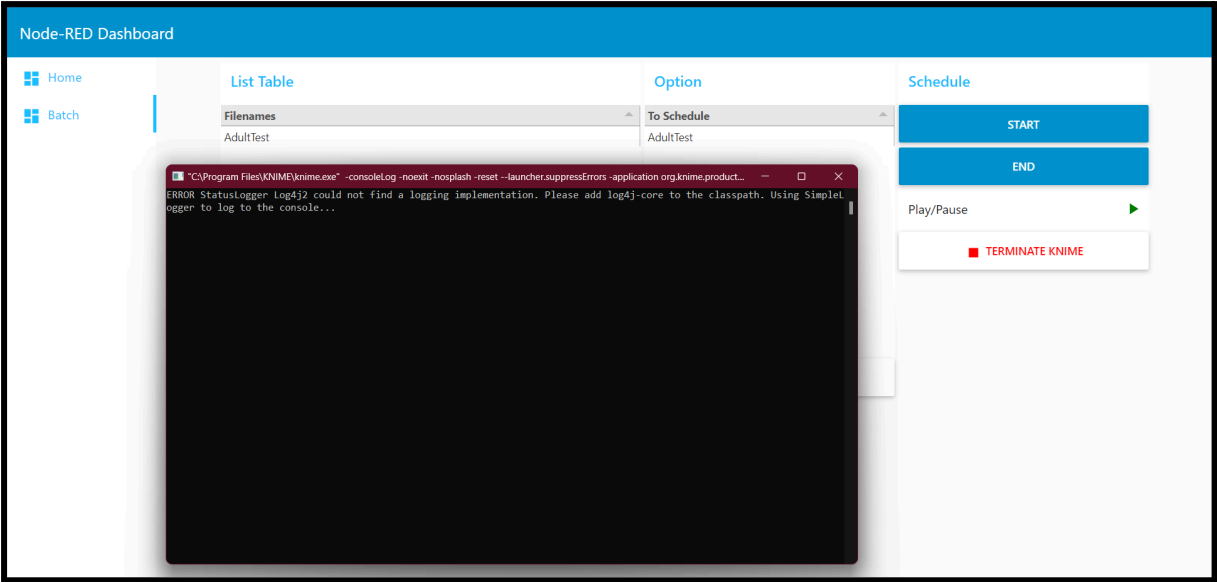 Node-RED Dashboard
Home
Batch
List Table
Filenames
AdultTest
Option
To Schedule
AdultTest
Schedule
START
END
Play/Pause
TERMINATE KNIME
"C:\Program Files\KNIME\knime.exe" -consoleLog -noexit -nosplash -reset --launcher.suppressErrors -application org.knime.product...
ERROR StatusLogger Log4j2 could not find a logging implementation. Please add log4j-core to the classpath. Using SimpleL
ogger to log to the console...